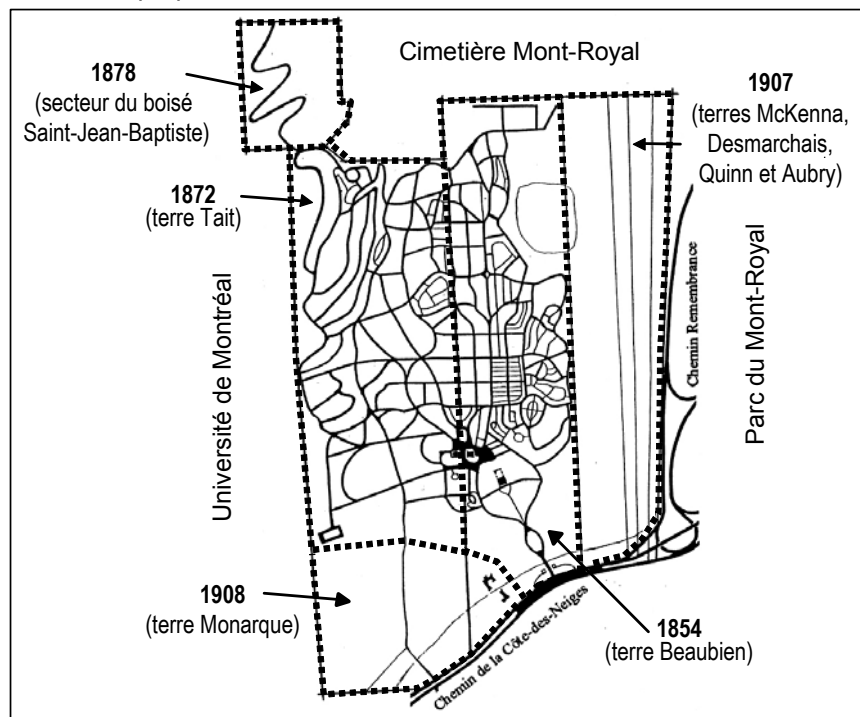 Cimetière Mont-Royal
1878
(secteur du boisé
Saint-Jean-Baptiste)
1907
(terres McKenna,
Desmarchais,
Quinn et Aubry)
1872
(terre Tait)
Université de Montréal
Chemin Remembrance
Parc du Mont-Royal
1908
(terre Monarque)
Chemin de la Côte-des-Neiges
1854
(terre Beaubien)